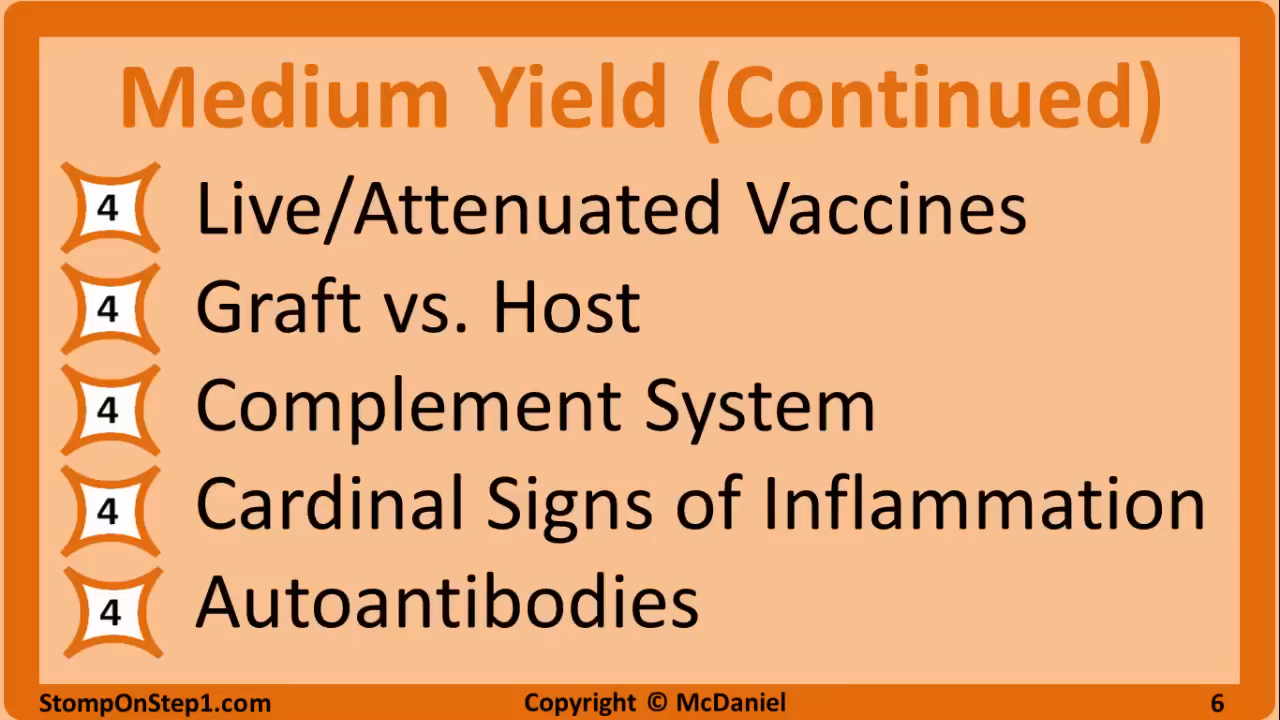 Medium Yield (Continued)
4 Live/Attenuated Vaccines
4 Graft vs. Host
4 Complement System
4 Cardinal Signs of Inflammation
4 Autoantibodies
StompOnStep1.com Copyright © McDaniel 6